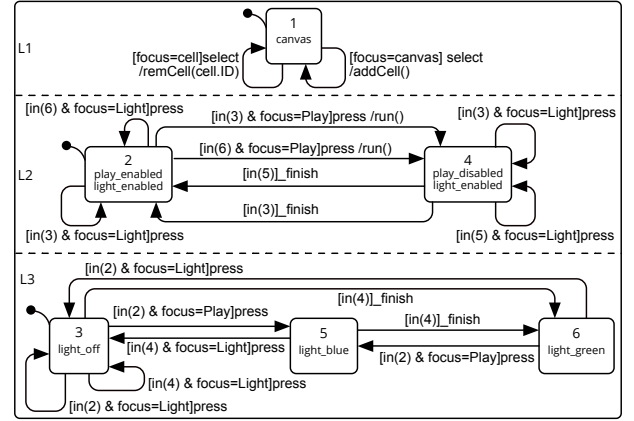 L1
1
canvas
[focus=cell]select
/remCell(cell.ID)
[focus=canvas] select
/addCell()
L2
[in(6) & focus=Light]press
[in(3) & focus=Play]press /run()
[in(3) & focus=Light]press
2
play_enabled
light_enabled
[in(6) & focus=Play]press /run()
[in(5)]_finish
[in(3)]_finish
4
play_disabled
light_enabled
[in(3) & focus=Light]press
[in(5) & focus=Light]press
L3
[in(2) & focus=Light]press
[in(4)]_finish
3
light_off
[in(2) & focus=Play]press
[in(4) & focus=Light]press
5
light_blue
[in(4)]_finish
[in(2) & focus=Play]press
6
light_green
[in(4) & focus=Light]press
[in(2) & focus=Light]press